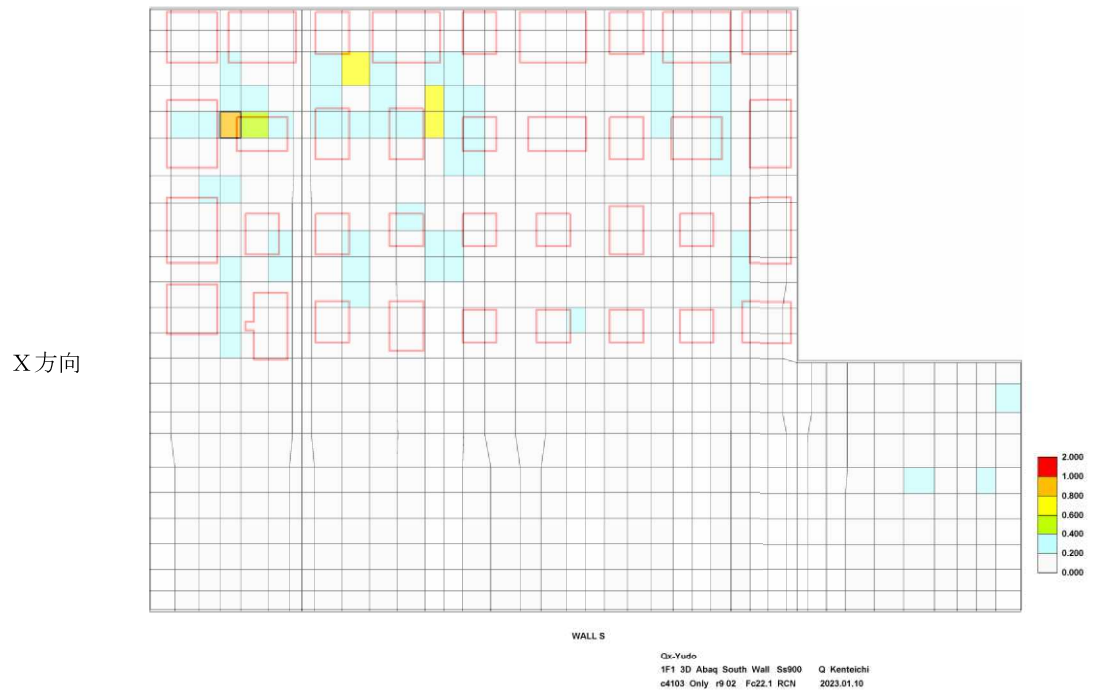 X方向
2.000
1.000
0.800
0.600
0.400
0.200
0.000
WALL S
Qx-Yudo
1F1 3D Abaq South Wall Ss900 Q Kenteichi
c4103 Only r9 02 Fc22.1 RCN 2023.01.10